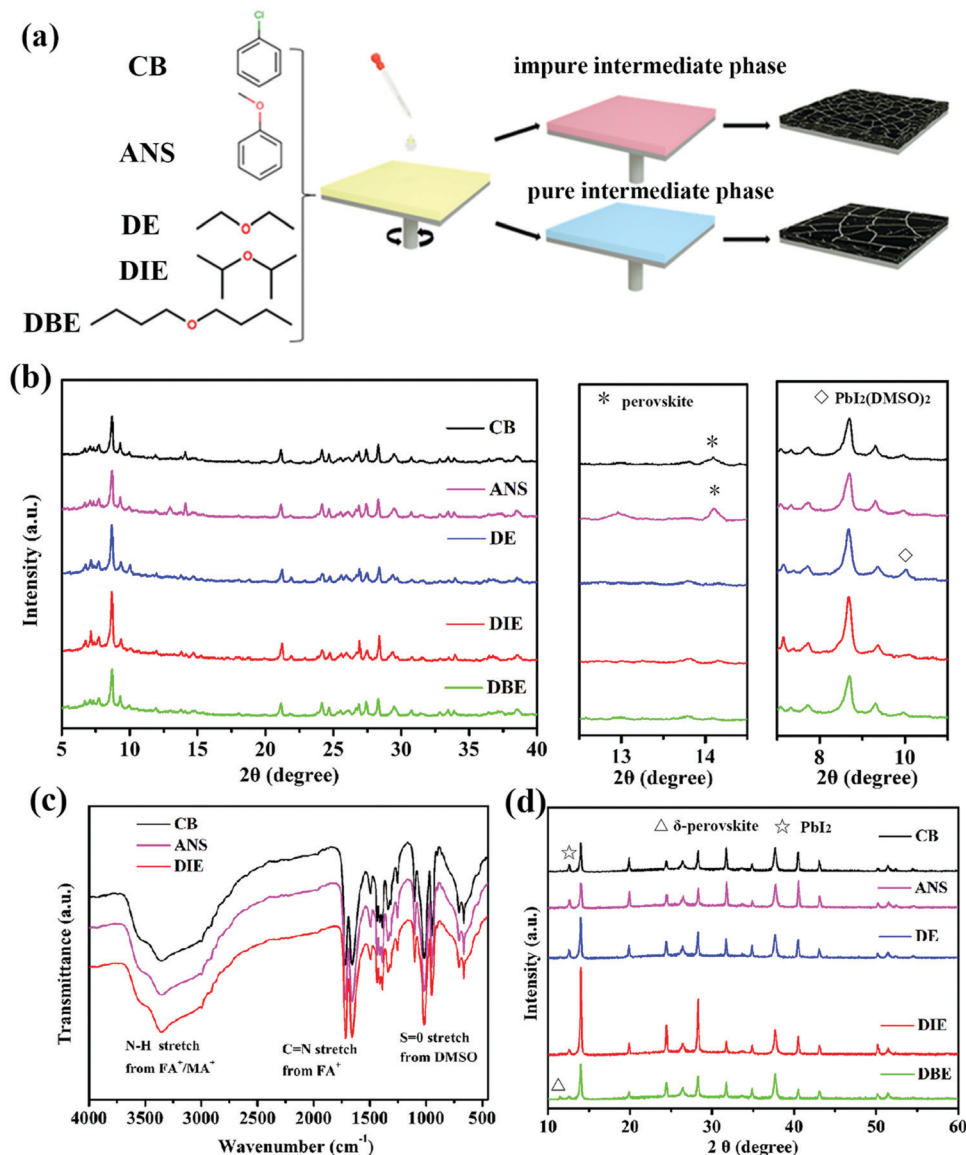 (a)
Cl
CB
O
ANS
DE
O
O
DIE
DBE
O
impure intermediate phase
pure intermediate phase
(b)
Intensity (a.u.)
CB
ANS
DE
DIE
DBE
5 10 15 20 25 30 35 40
2θ (degree)
* perovskite
*
*
13 14
2θ (degree)
◇ PbI2(DMSO)2
◇
8 10
2θ (degree)
(c)
Transmittance (a.u.)
CB
ANS
DIE
N-H stretch
from FA⁺/MA⁺
C=N stretch
from FA⁺
S=0 stretch
from DMSO
4000 3500 3000 2500 2000 1500 1000 500
Wavenumber (cm⁻¹)
(d)
Intensity (a.u.)
△ δ-perovskite ☆ PbI₂
☆
CB
ANS
DE
DIE
DBE
△
10 20 30 40 50 60
2 θ (degree)